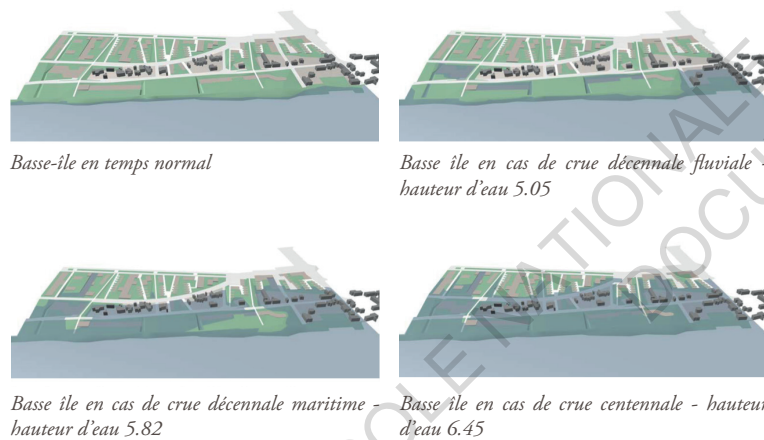 Basse-île en temps normal
Basse île en cas de crue décennale fluviale -
hauteur d'eau 5.05
Basse île en cas de crue décennale maritime -
hauteur d'eau 5.82
Basse île en cas de crue centennale - hauteur
d'eau 6.45
NATIONALE